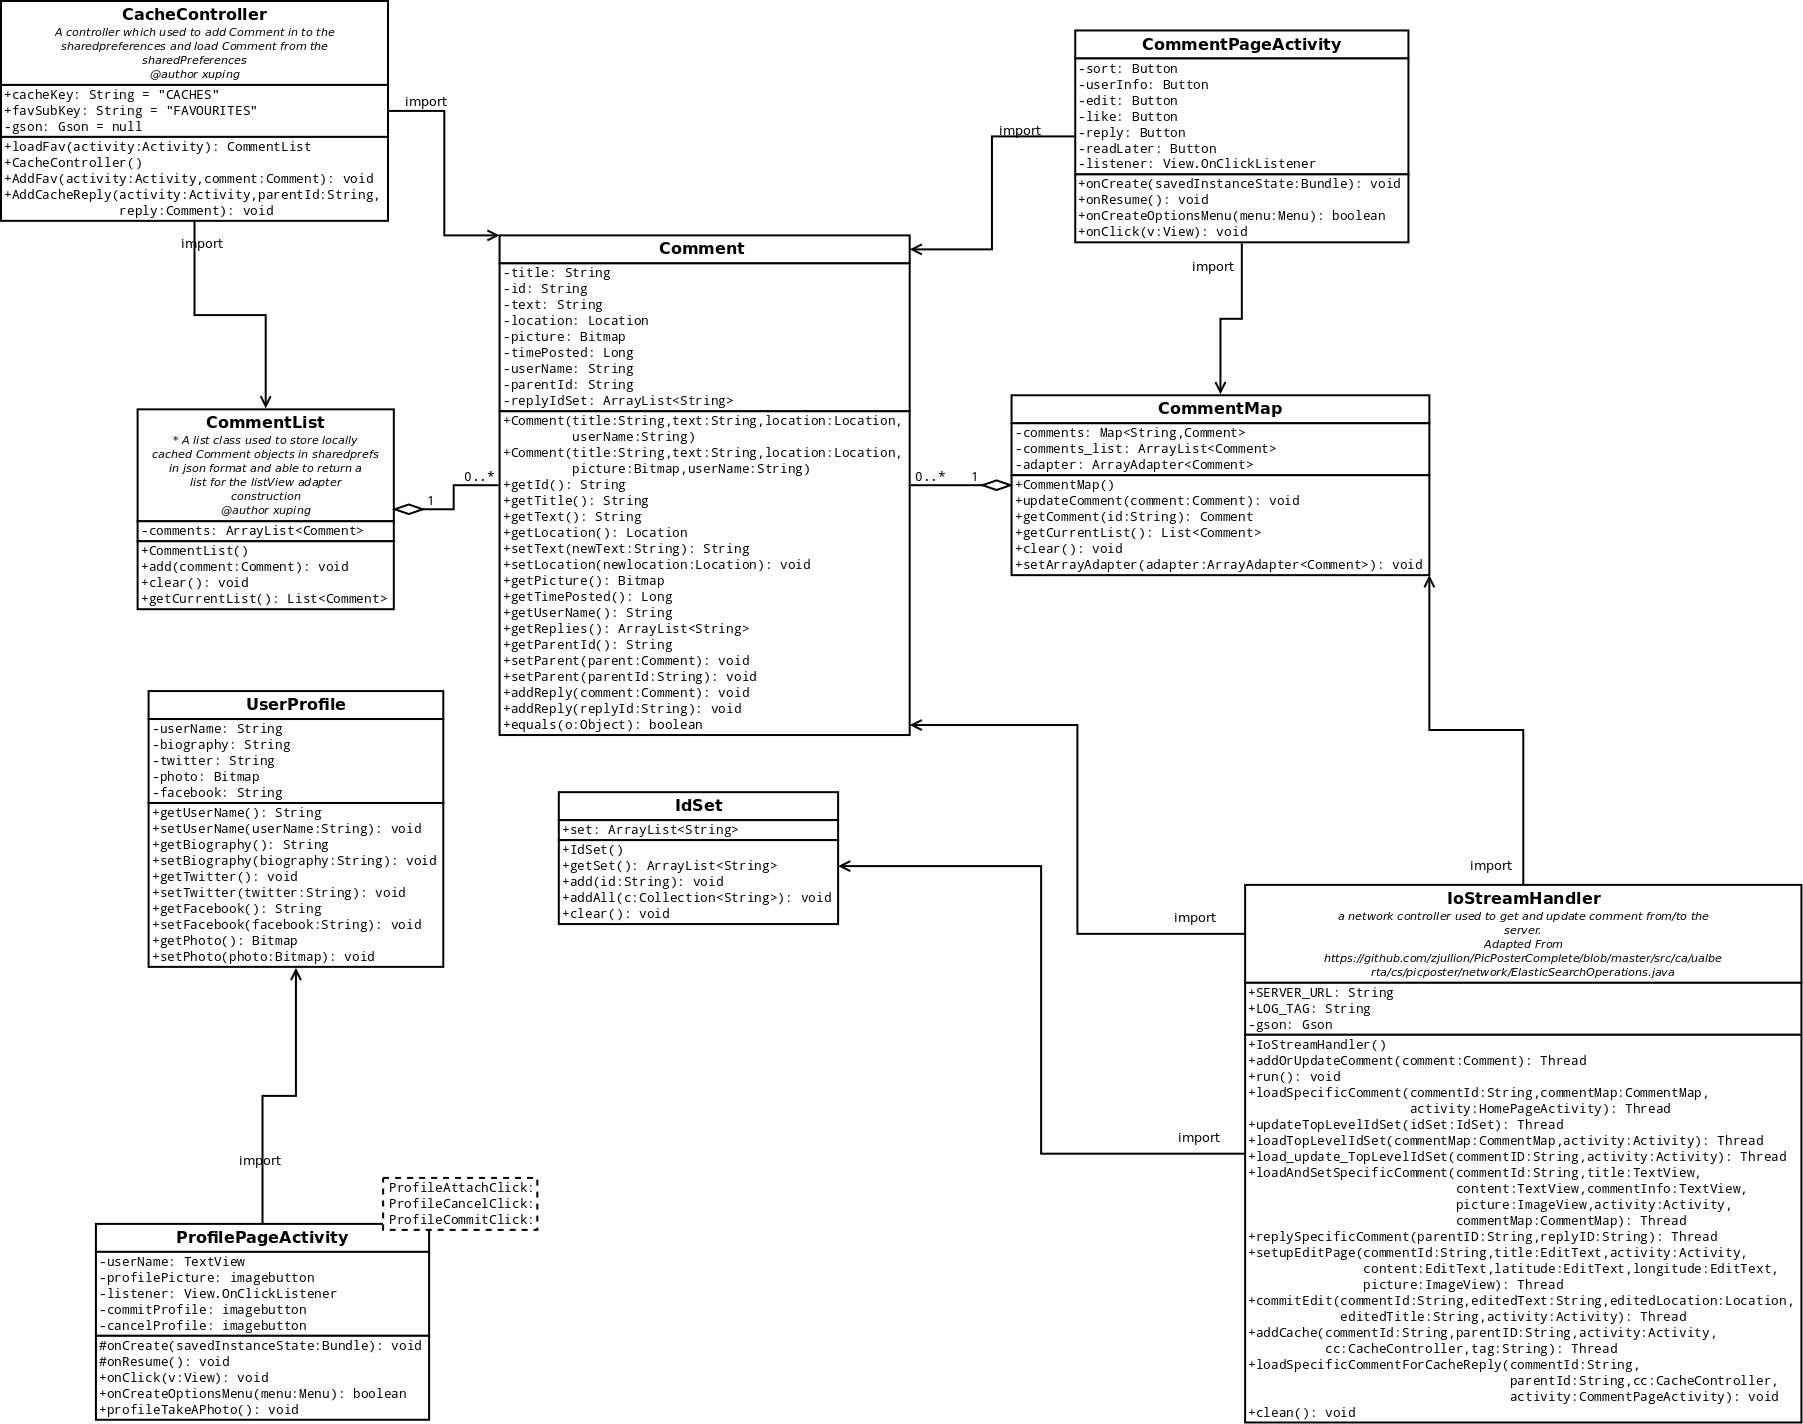 CacheController
A controller which used to add Comment in to the
sharedpreferences and load Comment from the
sharedPreferences
@author xuping
+cacheKey: String = "CACHES"
+favSubKey: String = "FAVOURITES"
-gson: Gson = null
+loadFav(activity:Activity): CommentList
+CacheController()
+AddFav(activity:Activity,comment:Comment): void
+AddCacheReply(activity:Activity,parentId:String,
reply:Comment): void
import
import
CommentPageActivity
-sort: Button
-userInfo: Button
-edit: Button
-like: Button
-reply: Button
-readLater: Button
-listener: View.OnClickListener
+onCreate(savedInstanceState:Bundle): void
+onResume(): void
+onCreateOptionsMenu(menu:Menu): boolean
+onClick(v:View): void
import
import
Comment
-title: String
-id: String
-text: String
-location: Location
-picture: Bitmap
-timePosted: Long
-userName: String
-parentId: String
-replyIdSet: ArrayList<String>
+Comment(title:String,text:String,location:Location,
userName:String)
+Comment(title:String,text:String,location:Location,
picture:Bitmap,userName:String)
+getId(): String
+getTitle(): String
+getText(): String
+getLocation(): Location
+setText(newText:String): String
+setLocation(newlocation:Location): void
+getPicture(): Bitmap
+getTimePosted(): Long
+getUserName(): String
+getReplies(): ArrayList<String>
+getParentId(): String
+setParent(parent:Comment): void
+setParent(parentId:String): void
+addReply(comment:Comment): void
+addReply(replyId:String): void
+equals(o:Object): boolean
CommentList
* A list class used to store locally
cached Comment objects in sharedprefs
in json format and able to return a
list for the listView adapter
construction
@author xuping
-comments: ArrayList<Comment>
+CommentList()
+add(comment:Comment): void
+clear(): void
+getCurrentList(): List<Comment>
1
0..*
0..*
1
CommentMap
-comments: Map<String,Comment>
-comments_list: ArrayList<Comment>
-adapter: ArrayAdapter<Comment>
+CommentMap()
+updateComment(comment:Comment): void
+getComment(id:String): Comment
+getCurrentList(): List<Comment>
+clear(): void
+setArrayAdapter(adapter:ArrayAdapter<Comment>): void
UserProfile
-userName: String
-biography: String
-twitter: String
-photo: Bitmap
-facebook: String
+getUserName(): String
+setUserName(userName:String): void
+getBiography(): String
+setBiography(biography:String): void
+getTwitter(): void
+setTwitter(twitter:String): void
+getFacebook(): String
+setFacebook(facebook:String): void
+getPhoto(): Bitmap
+setPhoto(photo:Bitmap): void
IdSet
+set: ArrayList<String>
+IdSet()
+getSet(): ArrayList<String>
+add(id:String): void
+addAll(c:Collection<String>): void
+clear(): void
import
import
import
import
IoStreamHandler
a network controller used to get and update comment from/to the
server.
Adapted From
https://github.com/zjullion/PicPosterComplete/blob/master/src/ca/ualbe
rta/cs/picposter/network/ElasticSearchOperations.java
+SERVER_URL: String
+LOG_TAG: String
-gson: Gson
+IoStreamHandler()
+addOrUpdateComment(comment:Comment): Thread
+run(): void
+loadSpecificComment(commentId:String,commentMap:CommentMap,
activity:HomePageActivity): Thread
+updateTopLevelIdSet(idSet:IdSet): Thread
+loadTopLevelIdSet(commentMap:CommentMap,activity:Activity): Thread
+load_update_TopLevelIdSet(commentID:String,activity:Activity): Thread
+loadAndSetSpecificComment(commentId:String,title:TextView,
content:TextView,commentInfo:TextView,
picture:ImageView,activity:Activity,
commentMap:CommentMap): Thread
+replySpecificComment(parentID:String,replyID:String): Thread
+setupEditPage(commentId:String,title:EditText,activity:Activity,
content:EditText,latitude:EditText,longitude:EditText,
picture:ImageView): Thread
+commitEdit(commentId:String,editedText:String,editedLocation:Location,
editedTitle:String,activity:Activity): Thread
+addCache(commentId:String,parentID:String,activity:Activity,
cc:CacheController,tag:String): Thread
+loadSpecificCommentForCacheReply(commentId:String,
parentId:String,cc:CacheController,
activity:CommentPageActivity): void
+clean(): void
ProfileAttachClick:
ProfileCancelClick:
ProfileCommitClick:
ProfilePageActivity
-userName: TextView
-profilePicture: imagebutton
-listener: View.OnClickListener
-commitProfile: imagebutton
-cancelProfile: imagebutton
#onCreate(savedInstanceState:Bundle): void
#onResume(): void
+onClick(v:View): void
+onCreateOptionsMenu(menu:Menu): boolean
+profileTakeAPhoto(): void